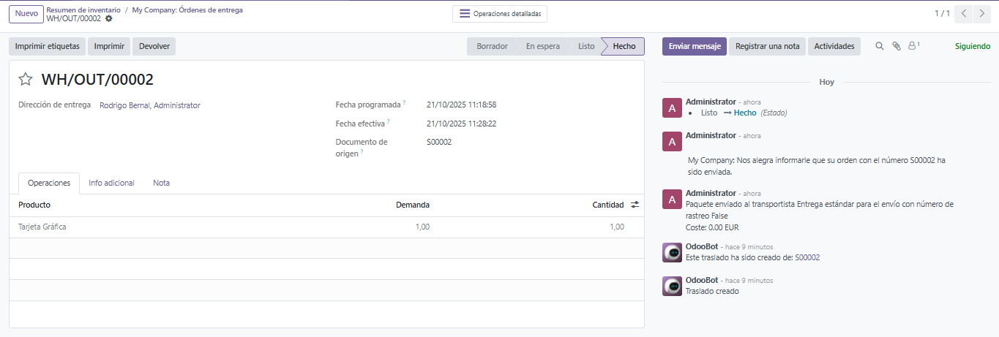 Nuevo
Resumen de inventario / My Company: Órdenes de entrega
WH/OUT/00002
Operaciones detalladas
1 / 1
Imprimir etiquetas
Imprimir
Devolver
Borrador
En espera
Listo
Hecho
Enviar mensaje
Registrar una nota
Actividades
1
Siguiendo
WH/OUT/00002
Dirección de entrega
Rodrigo Bernal, Administrator
Fecha programada ?
21/10/2025 11:18:58
Fecha efectiva ?
21/10/2025 11:28:22
Documento de
origen ?
S00002
Operaciones
Info adicional
Nota
Producto
Demanda
Cantidad
Tarjeta Gráfica
1,00
1,00
Hoy
A
Administrator - ahora
• Listo → Hecho (Estado)
A
Administrator - ahora
My Company: Nos alegra informarle que su orden con el número S00002 ha
sido enviada.
A
Administrator - ahora
Paquete enviado al transportista Entrega estándar para el envío con número de
rastreo False
Coste: 0.00 EUR
OdooBot - hace 9 minutos
Este traslado ha sido creado de: S00002
OdooBot - hace 9 minutos
Traslado creado